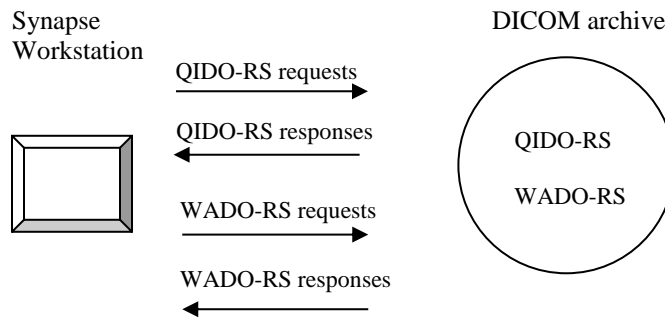 Synapse
Workstation
DICOM archive
QIDO-RS requests
QIDO-RS responses
WADO-RS requests
WADO-RS responses
QIDO-RS
WADO-RS